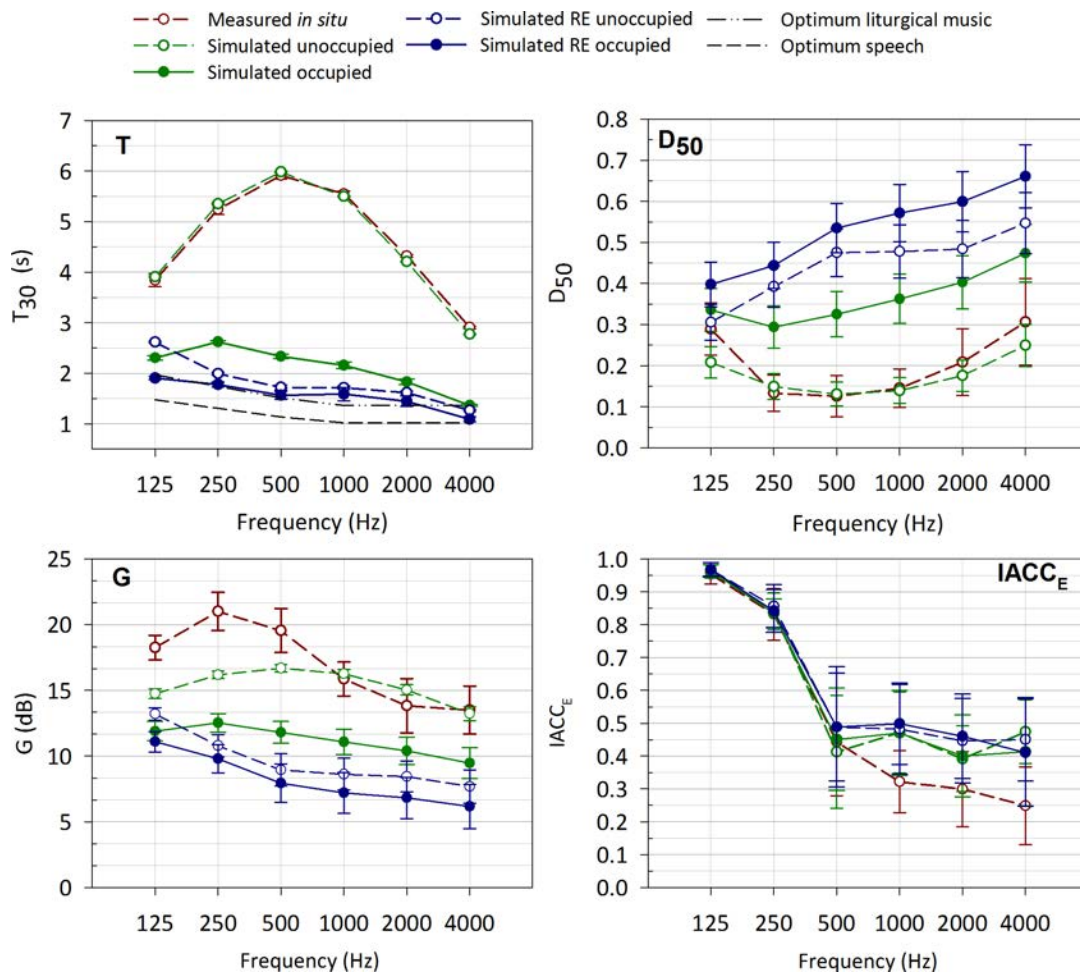 Measured in situ
Simulated RE unoccupied
Optimum liturgical music
Simulated unoccupied
Simulated RE occupied
Optimum speech
Simulated occupied
T
T30 (s)
7
6
5
4
3
2
1
125 250 500 1000 2000 4000
Frequency (Hz)
D50
D50
0.8
0.7
0.6
0.5
0.4
0.3
0.2
0.1
0.0
125 250 500 1000 2000 4000
Frequency (Hz)
G
G (dB)
25
20
15
10
5
0
125 250 500 1000 2000 4000
Frequency (Hz)
IACCE
IACCE
1.0
0.9
0.8
0.7
0.6
0.5
0.4
0.3
0.2
0.1
0.0
125 250 500 1000 2000 4000
Frequency (Hz)